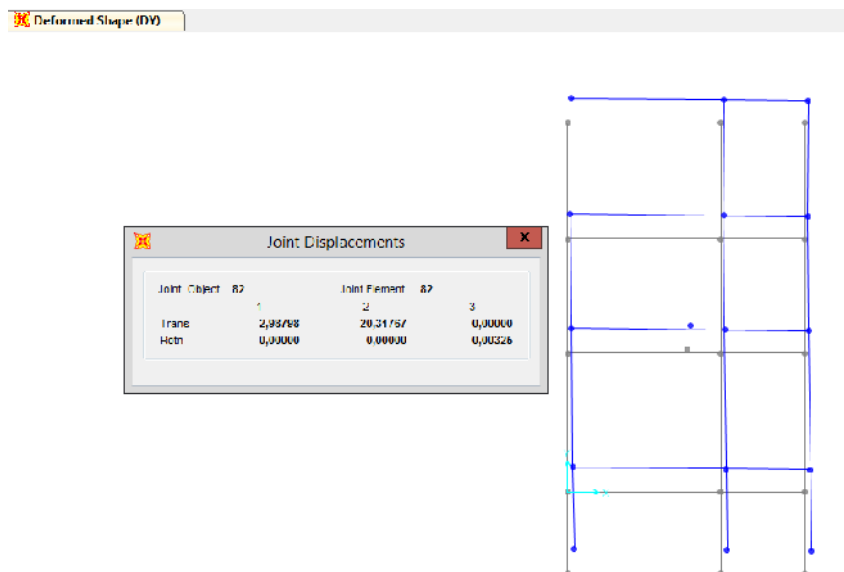 Deformed Shape (DY)
Joint Displacements
Joint Object 82 Joint Element 82
1 2 3
Trans 2,98798 20,31767 0,00000
Rotn 0,00000 0,00000 0,00326